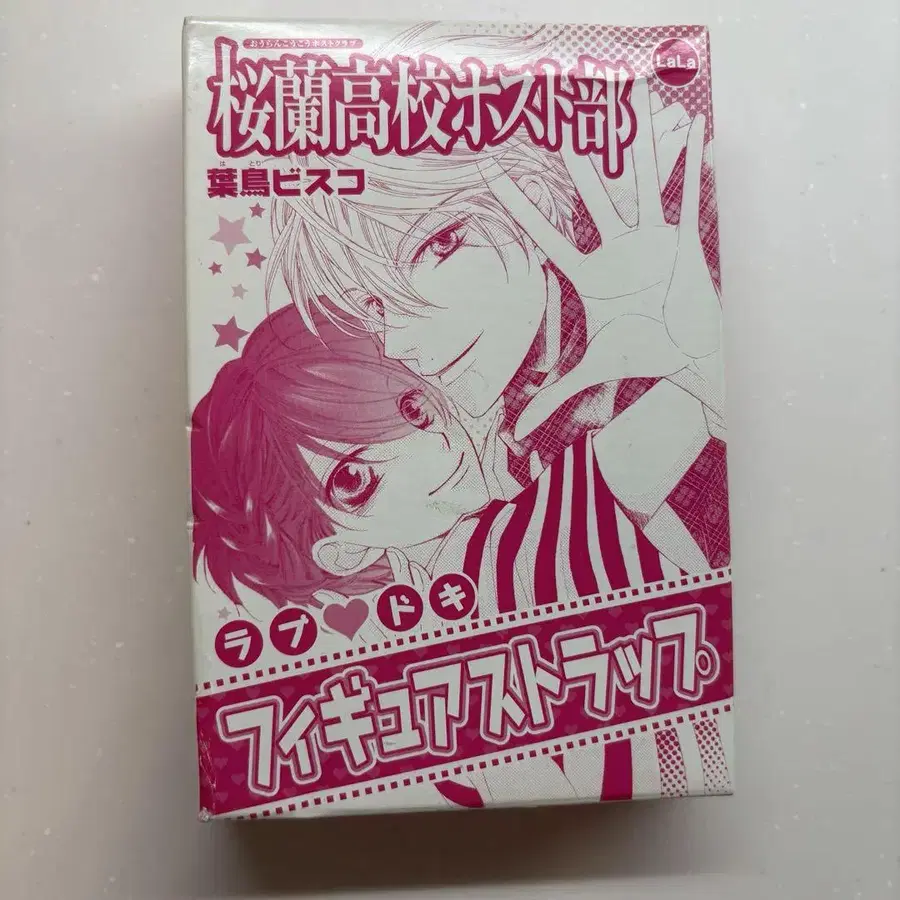 おうらんこうこうホストクラブ
桜蘭高校ホスト部
LaLa
はとり
葉鳥ビスコ
ラブ♥ドキ
フィギュアストラップ